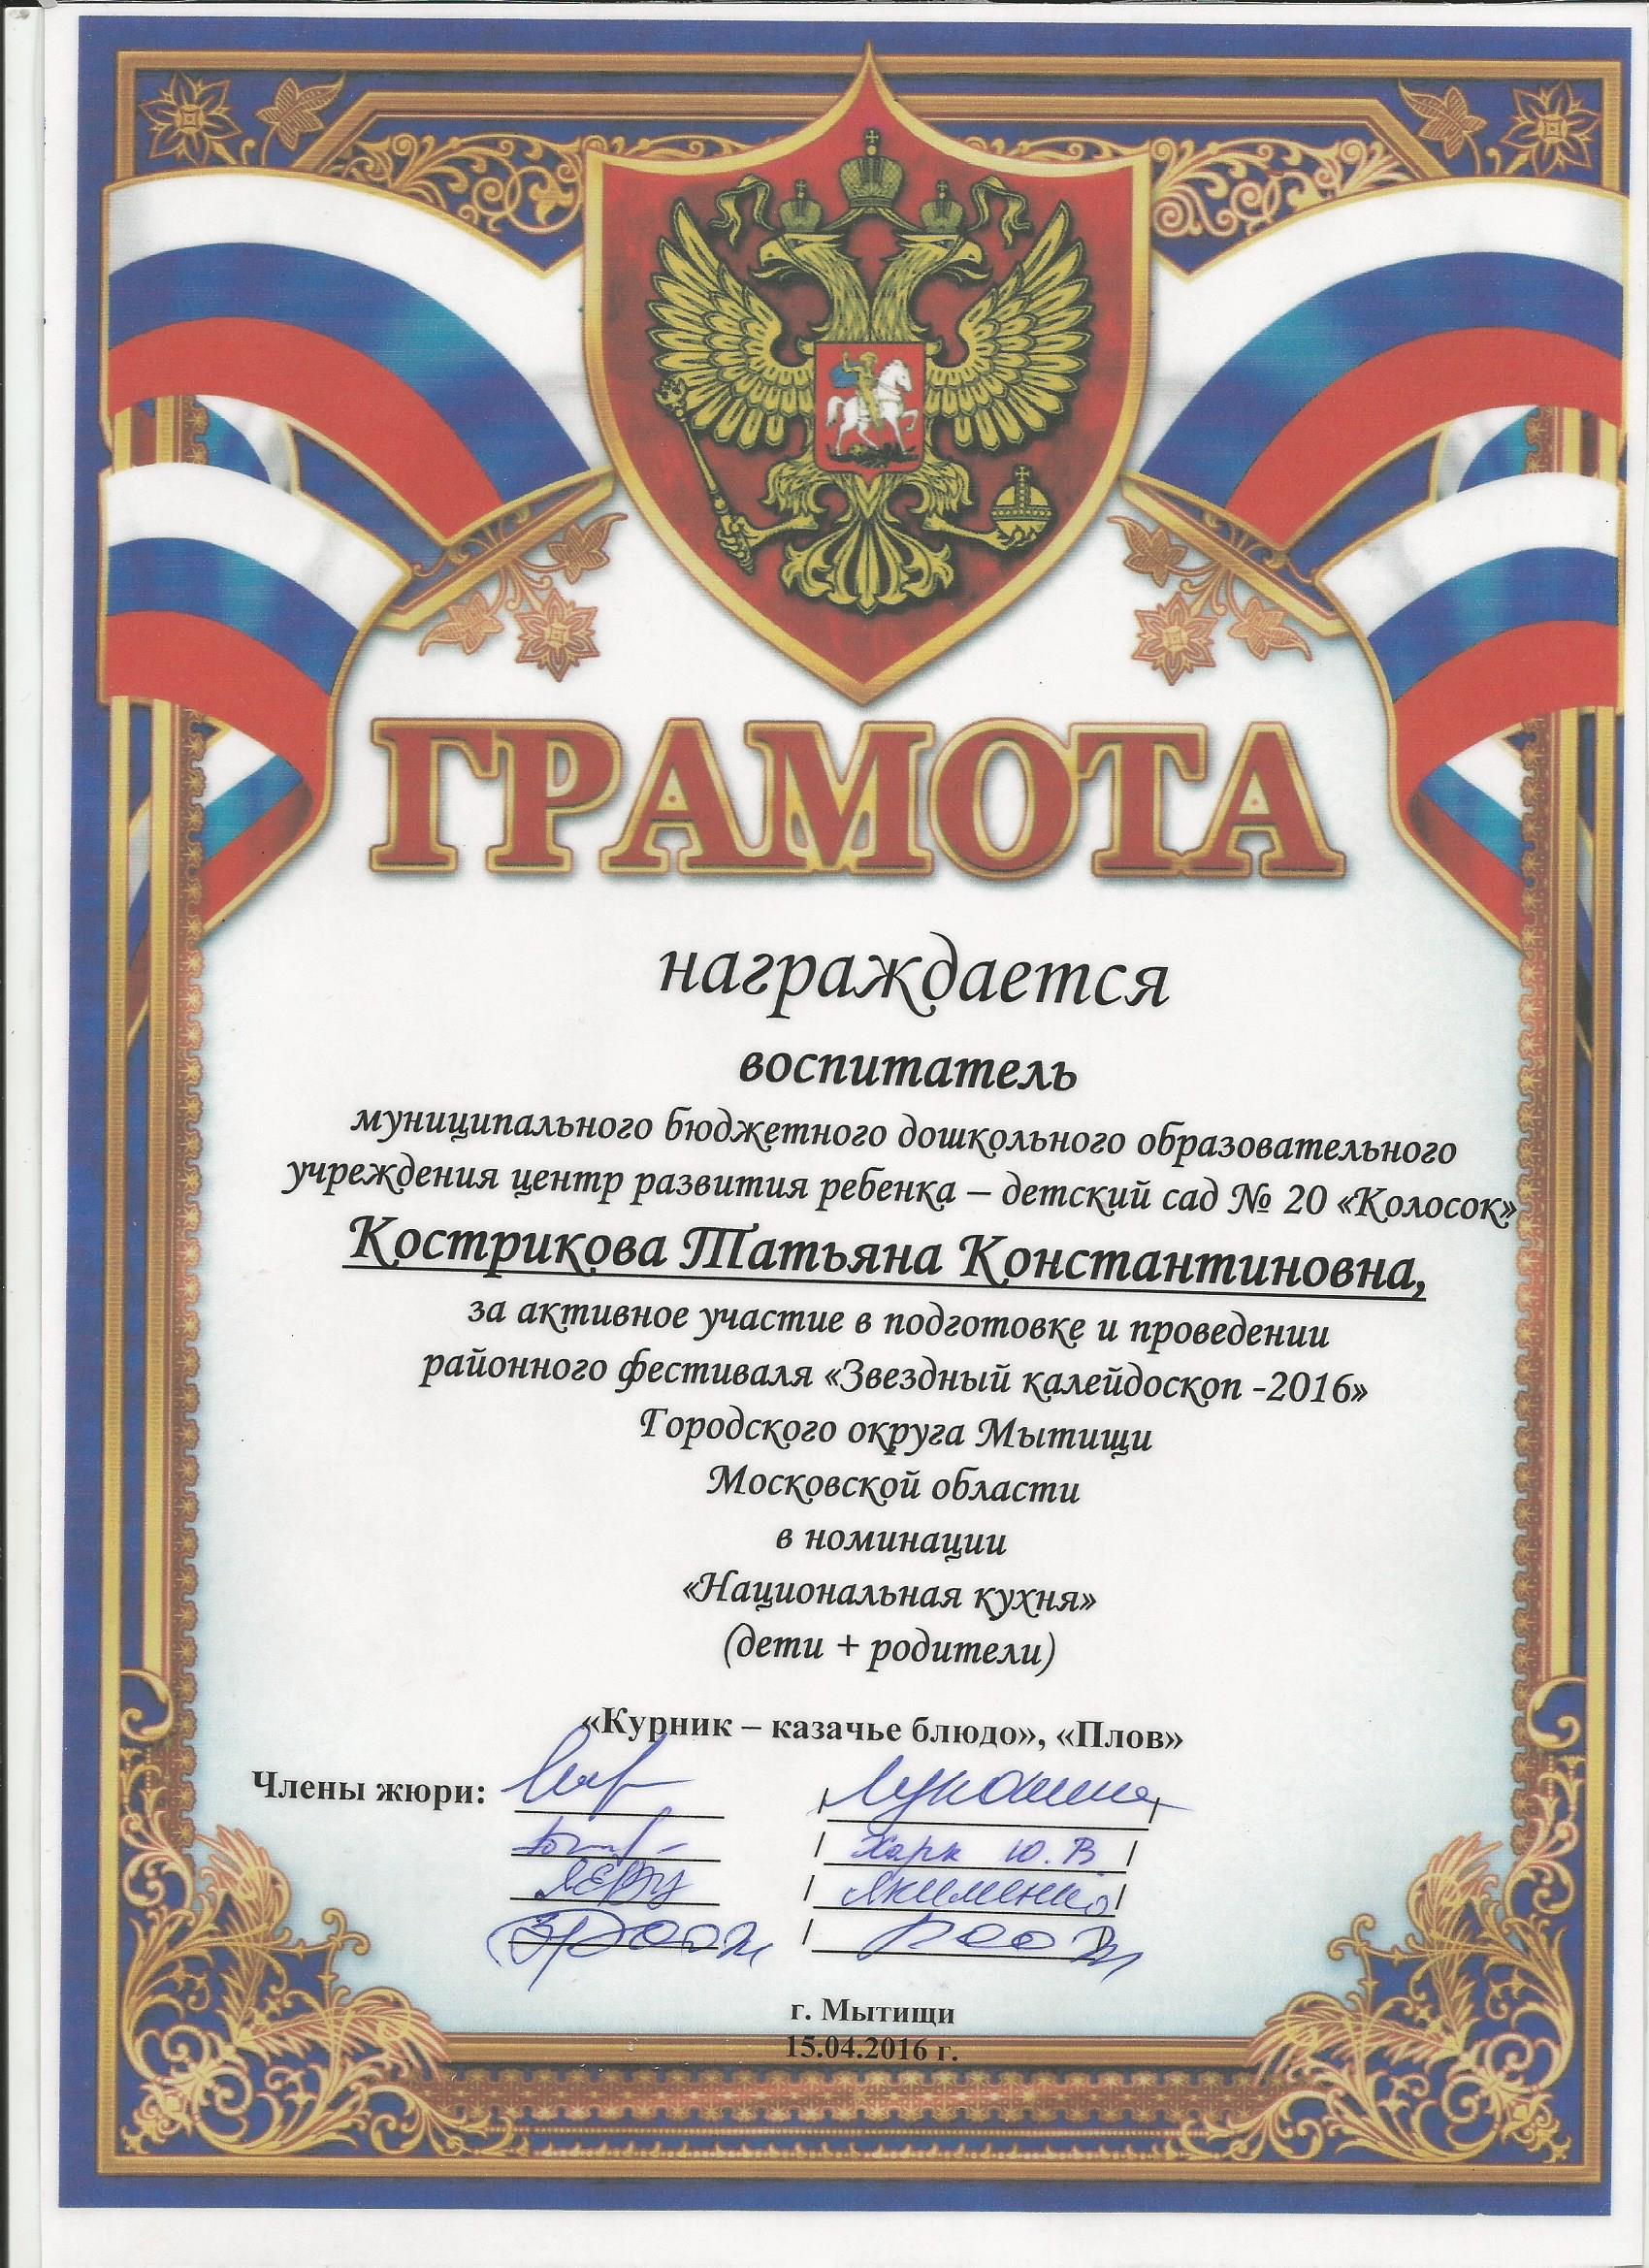 ГРАМОТА
награждается
воспитатель
муниципального бюджетного дошкольного образовательного
учреждения центр развития ребенка – детский сад № 20 «Колосок»
Кострикова Татьяна Константиновна,
за активное участие в подготовке и проведении
районного фестиваля «Звездный калейдоскоп -2016»
Городского округа Мытищи
Московской области
в номинации
«Национальная кухня»
(дети + родители)
«Курник – казачье блюдо», «Плов»
Члены жюри:
Харк Ю.В.
Якименко
г. Мытищи
15.04.2016 г.